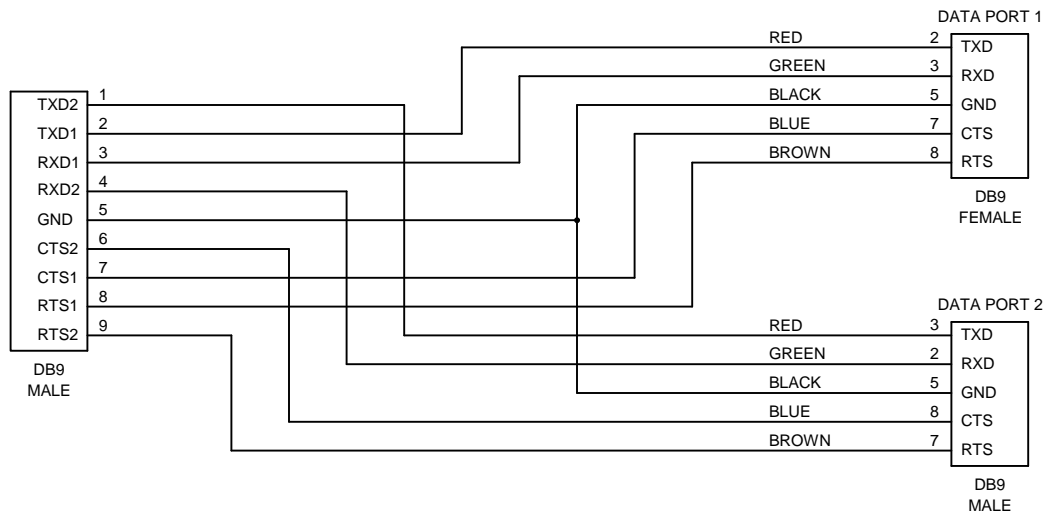 DATA PORT 1
RED 2 TXD
GREEN 3 RXD
BLACK 5 GND
BLUE 7 CTS
BROWN 8 RTS
DB9
FEMALE
TXD2 1
TXD1 2
RXD1 3
RXD2 4
GND 5
CTS2 6
CTS1 7
RTS1 8
RTS2 9
DB9
MALE
DATA PORT 2
RED 3 TXD
GREEN 2 RXD
BLACK 5 GND
BLUE 8 CTS
BROWN 7 RTS
DB9
MALE